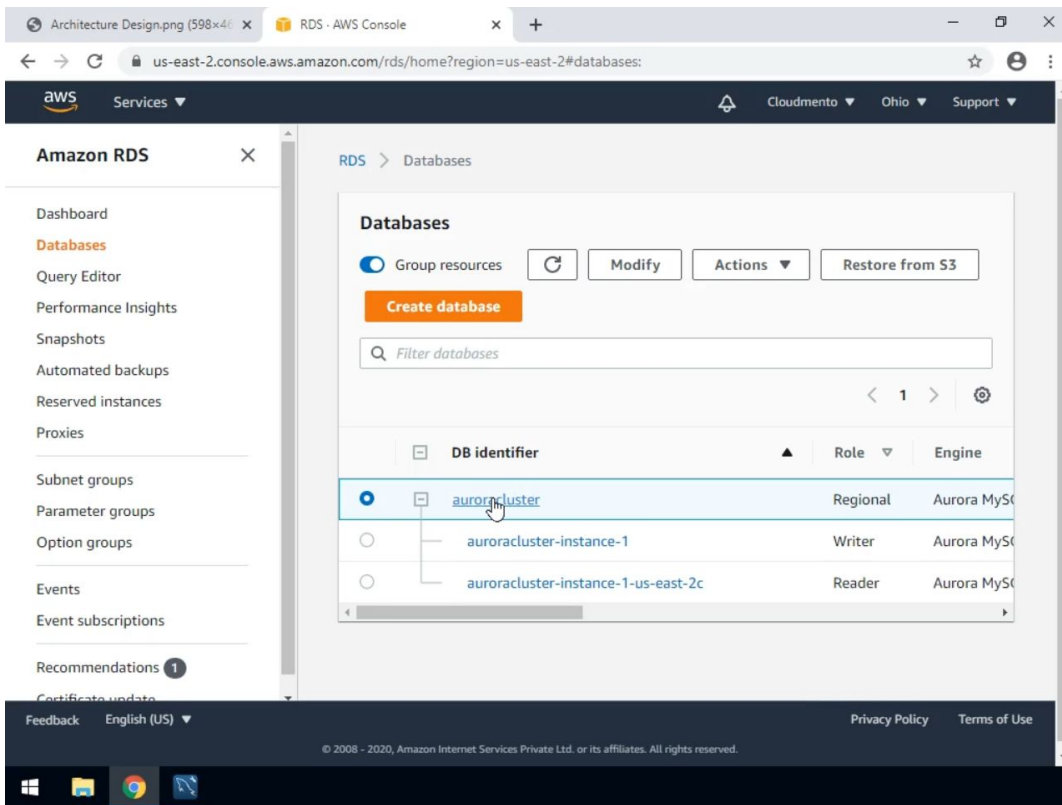 Architecture Design.png (598×46
RDS · AWS Console
us-east-2.console.aws.amazon.com/rds/home?region=us-east-2#databases:
aws Services Cloudmento Ohio Support
Amazon RDS
Dashboard
Databases
Query Editor
Performance Insights
Snapshots
Automated backups
Reserved instances
Proxies
Subnet groups
Parameter groups
Option groups
Events
Event subscriptions
Recommendations 1
Certificate update
RDS > Databases
Databases
Group resources Modify Actions Restore from S3
Create database
Filter databases
1
DB identifier Role Engine
auroracluster Regional Aurora MySQ
auroracluster-instance-1 Writer Aurora MySQ
auroracluster-instance-1-us-east-2c Reader Aurora MySQ
Feedback English (US) Privacy Policy Terms of Use
© 2008 - 2020, Amazon Internet Services Private Ltd. or its affiliates. All rights reserved.